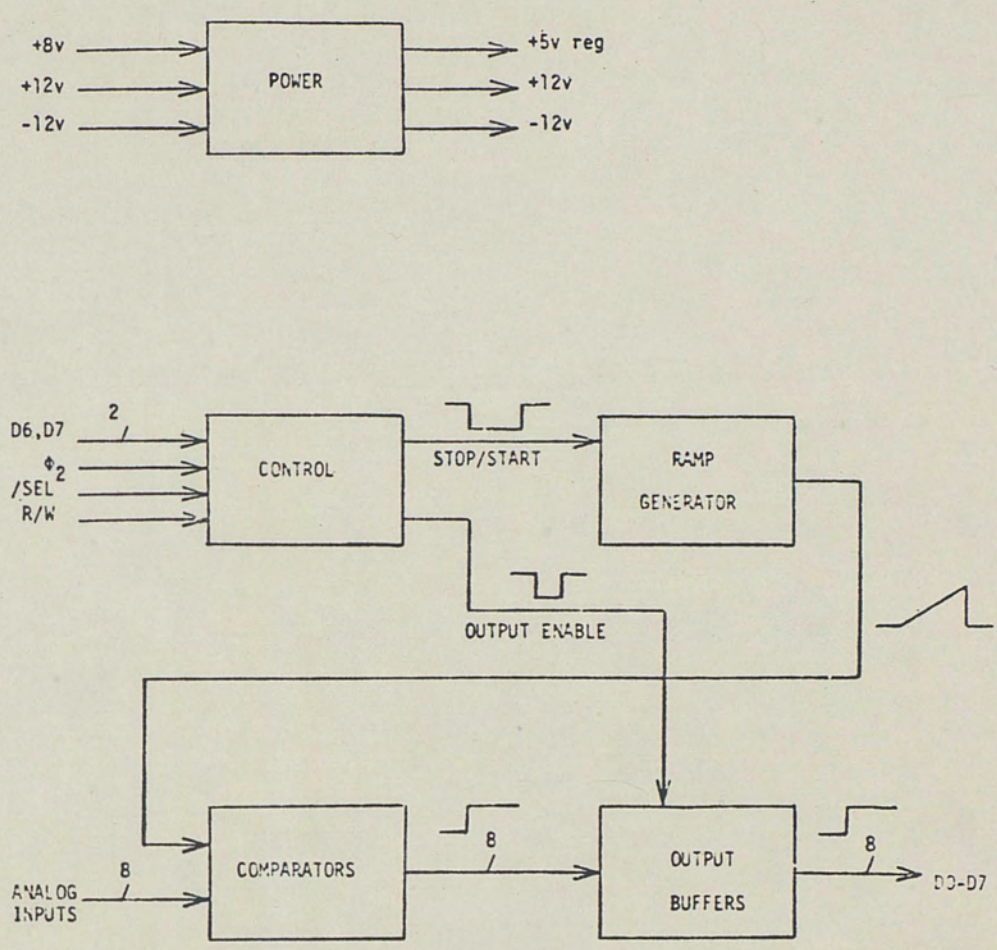 +8v
+5v reg
+12v
POWER
+12v
-12v
-12v
2
D6,D7
Φ2
/SEL
R/W
CONTROL
STOP/START
RAMP
GENERATOR
OUTPUT ENABLE
8
ANALOG
INPUTS
COMPARATORS
8
OUTPUT
BUFFERS
8
D0-D7